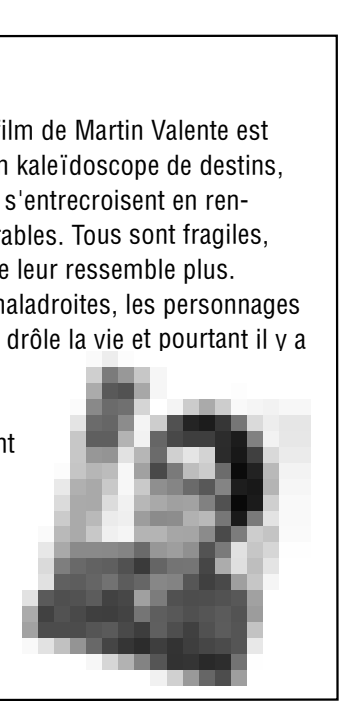 film de Martin Valente est
n kaleïdoscope de destins,
s'entrecroisent en ren-
rables. Tous sont fragiles,
e leur ressemble plus.
maladroites, les personnages
drôle la vie et pourtant il y a
nt